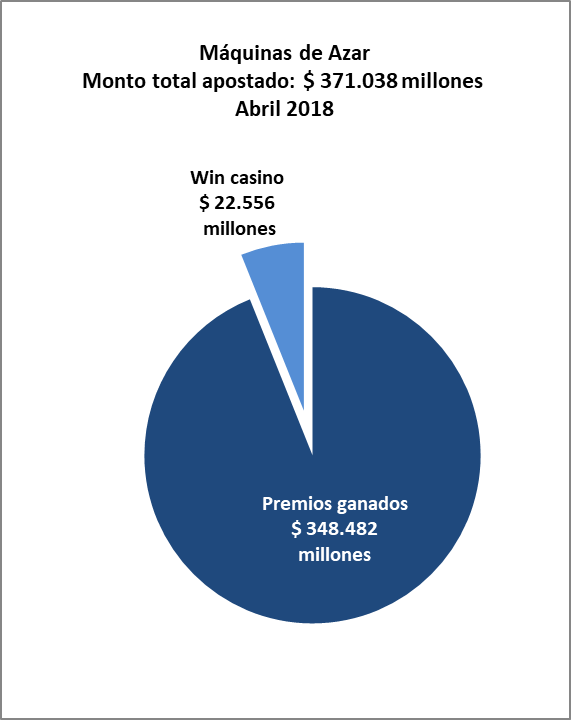 Máquinas de Azar
Monto total apostado: $ 371.038 millones
Abril 2018
Win casino
$ 22.556
millones
Premios ganados
$ 348.482
millones